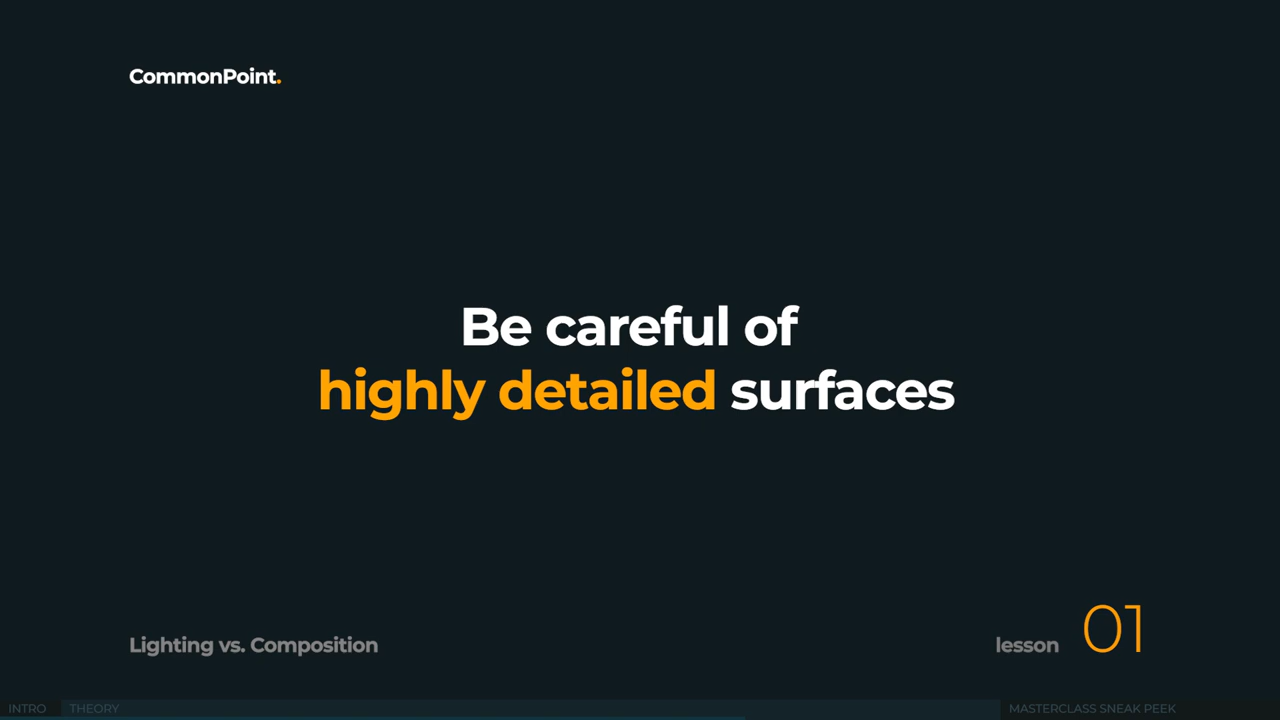 CommonPoint.
Be careful of
highly detailed surfaces
Lighting vs. Composition
lesson 01
INTRO THEORY MASTERCLASS SNEAK PEEK